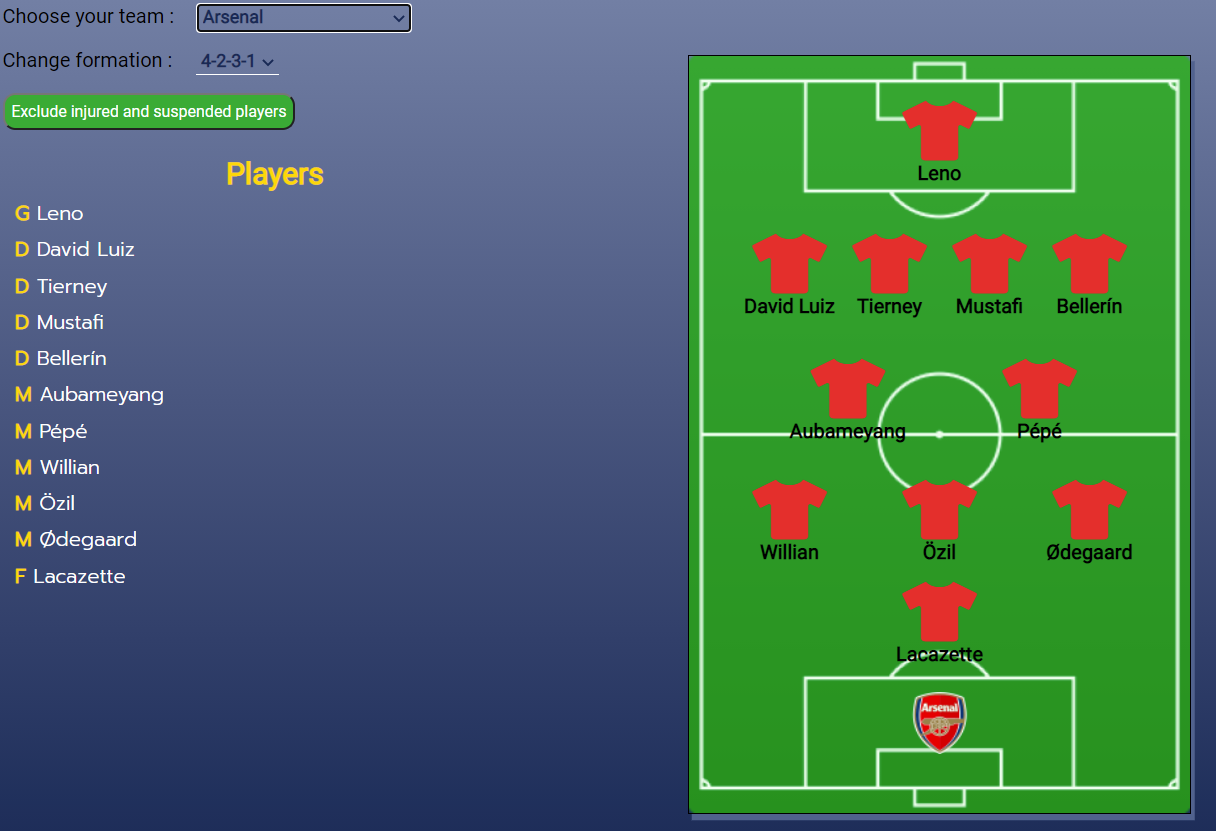 Choose your team :
Arsenal
Change formation :
4-2-3-1
Exclude injured and suspended players
Players
G Leno
D David Luiz
D Tierney
D Mustafi
D Bellerín
M Aubameyang
M Pépé
M Willian
M Özil
M Ødegaard
F Lacazette
Leno
David Luiz Tierney Mustafi Bellerín
Aubameyang Pépé
Willian Özil Ødegaard
Lacazette
Arsenal